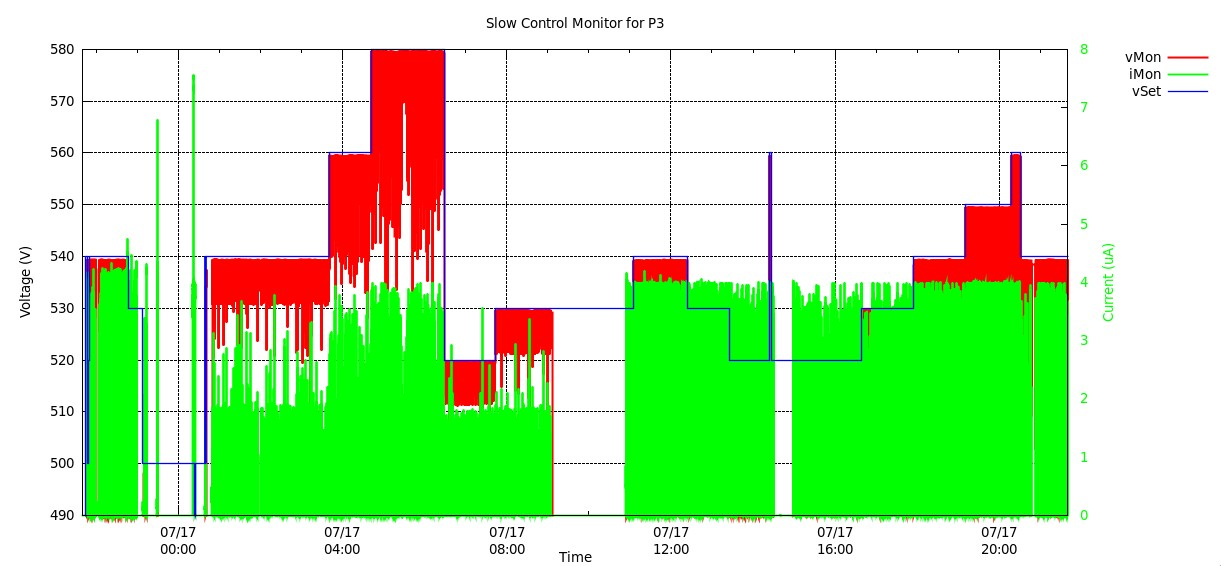 Slow Control Monitor for P3
vMon
iMon
vSet
580
570
560
550
540
530
520
510
500
490
8
7
6
5
4
3
2
1
0
Voltage (V)
Current (uA)
07/17 07/17 07/17 07/17 07/17 07/17
00:00 04:00 08:00 12:00 16:00 20:00
Time